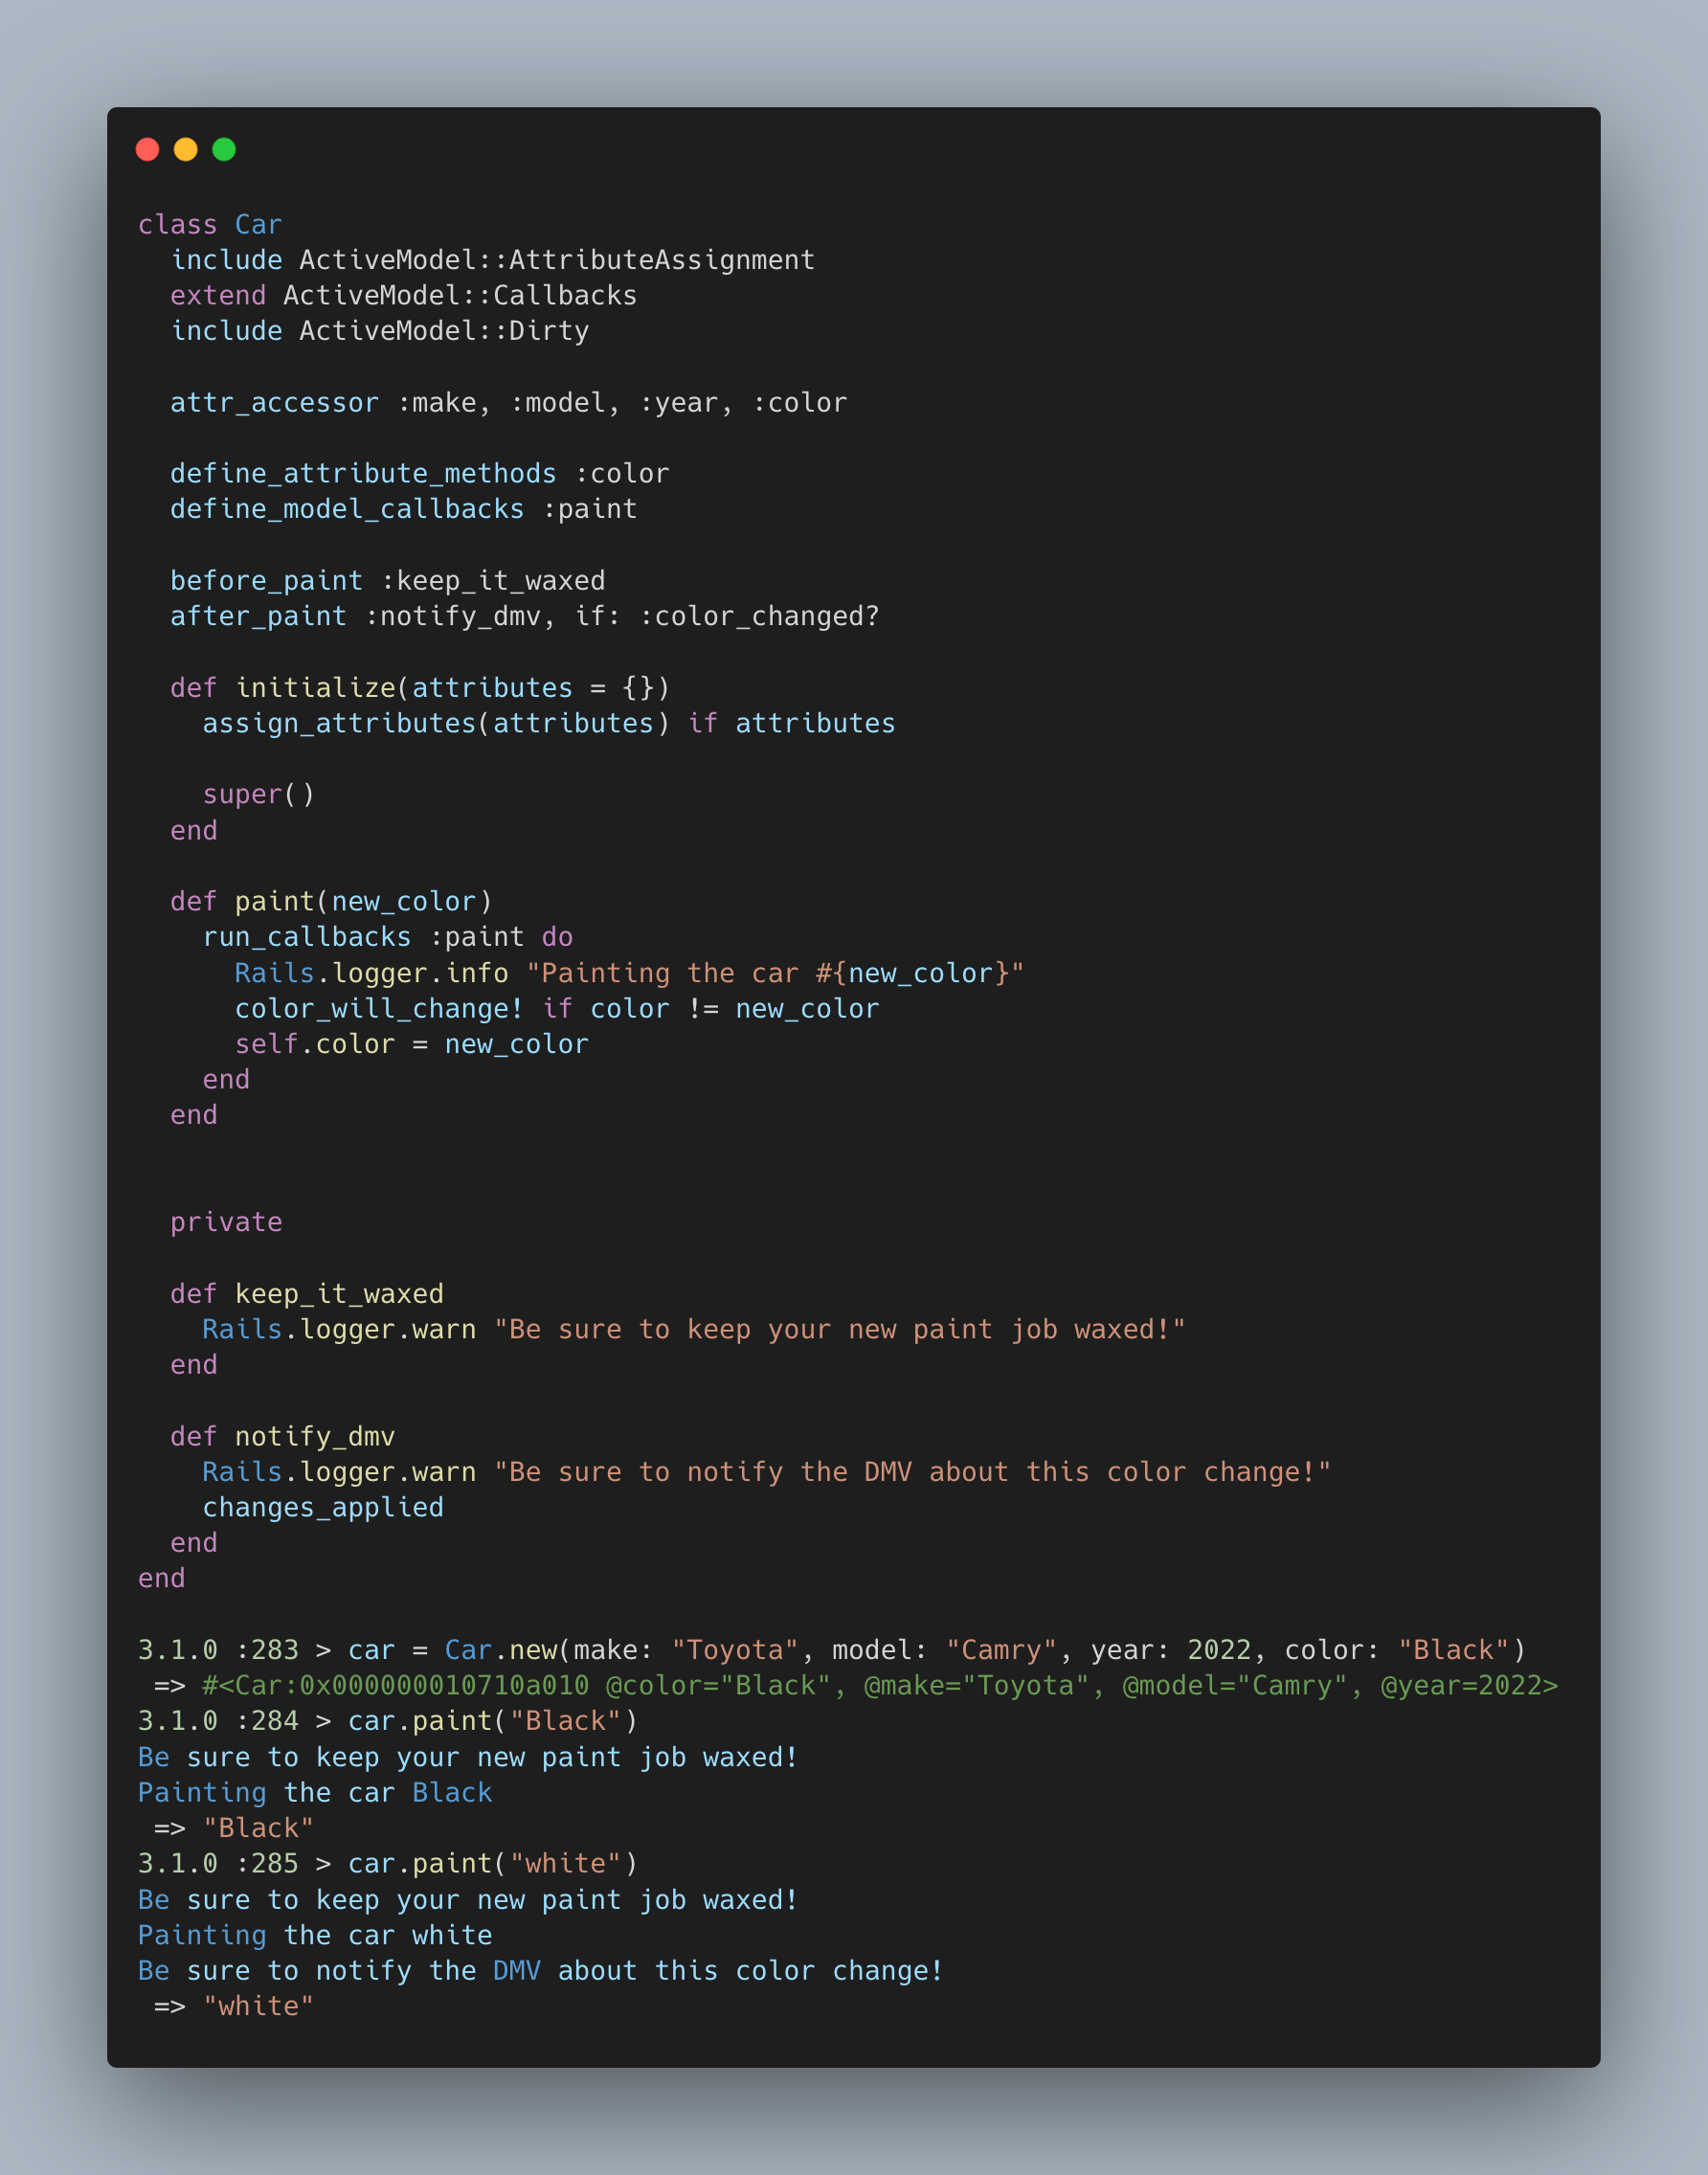 class Car
  include ActiveModel::AttributeAssignment
  extend ActiveModel::Callbacks
  include ActiveModel::Dirty

  attr_accessor :make, :model, :year, :color

  define_attribute_methods :color
  define_model_callbacks :paint

  before_paint :keep_it_waxed
  after_paint :notify_dmv, if: :color_changed?

  def initialize(attributes = {})
    assign_attributes(attributes) if attributes

    super()
  end

  def paint(new_color)
    run_callbacks :paint do
      Rails.logger.info "Painting the car #{new_color}"
      color_will_change! if color != new_color
      self.color = new_color
    end
  end


  private

  def keep_it_waxed
    Rails.logger.warn "Be sure to keep your new paint job waxed!"
  end

  def notify_dmv
    Rails.logger.warn "Be sure to notify the DMV about this color change!"
    changes_applied
  end
end

3.1.0 :283 > car = Car.new(make: "Toyota", model: "Camry", year: 2022, color: "Black")
 => #<Car:0x000000010710a010 @color="Black", @make="Toyota", @model="Camry", @year=2022>
3.1.0 :284 > car.paint("Black")
Be sure to keep your new paint job waxed!
Painting the car Black
 => "Black"
3.1.0 :285 > car.paint("white")
Be sure to keep your new paint job waxed!
Painting the car white
Be sure to notify the DMV about this color change!
 => "white"